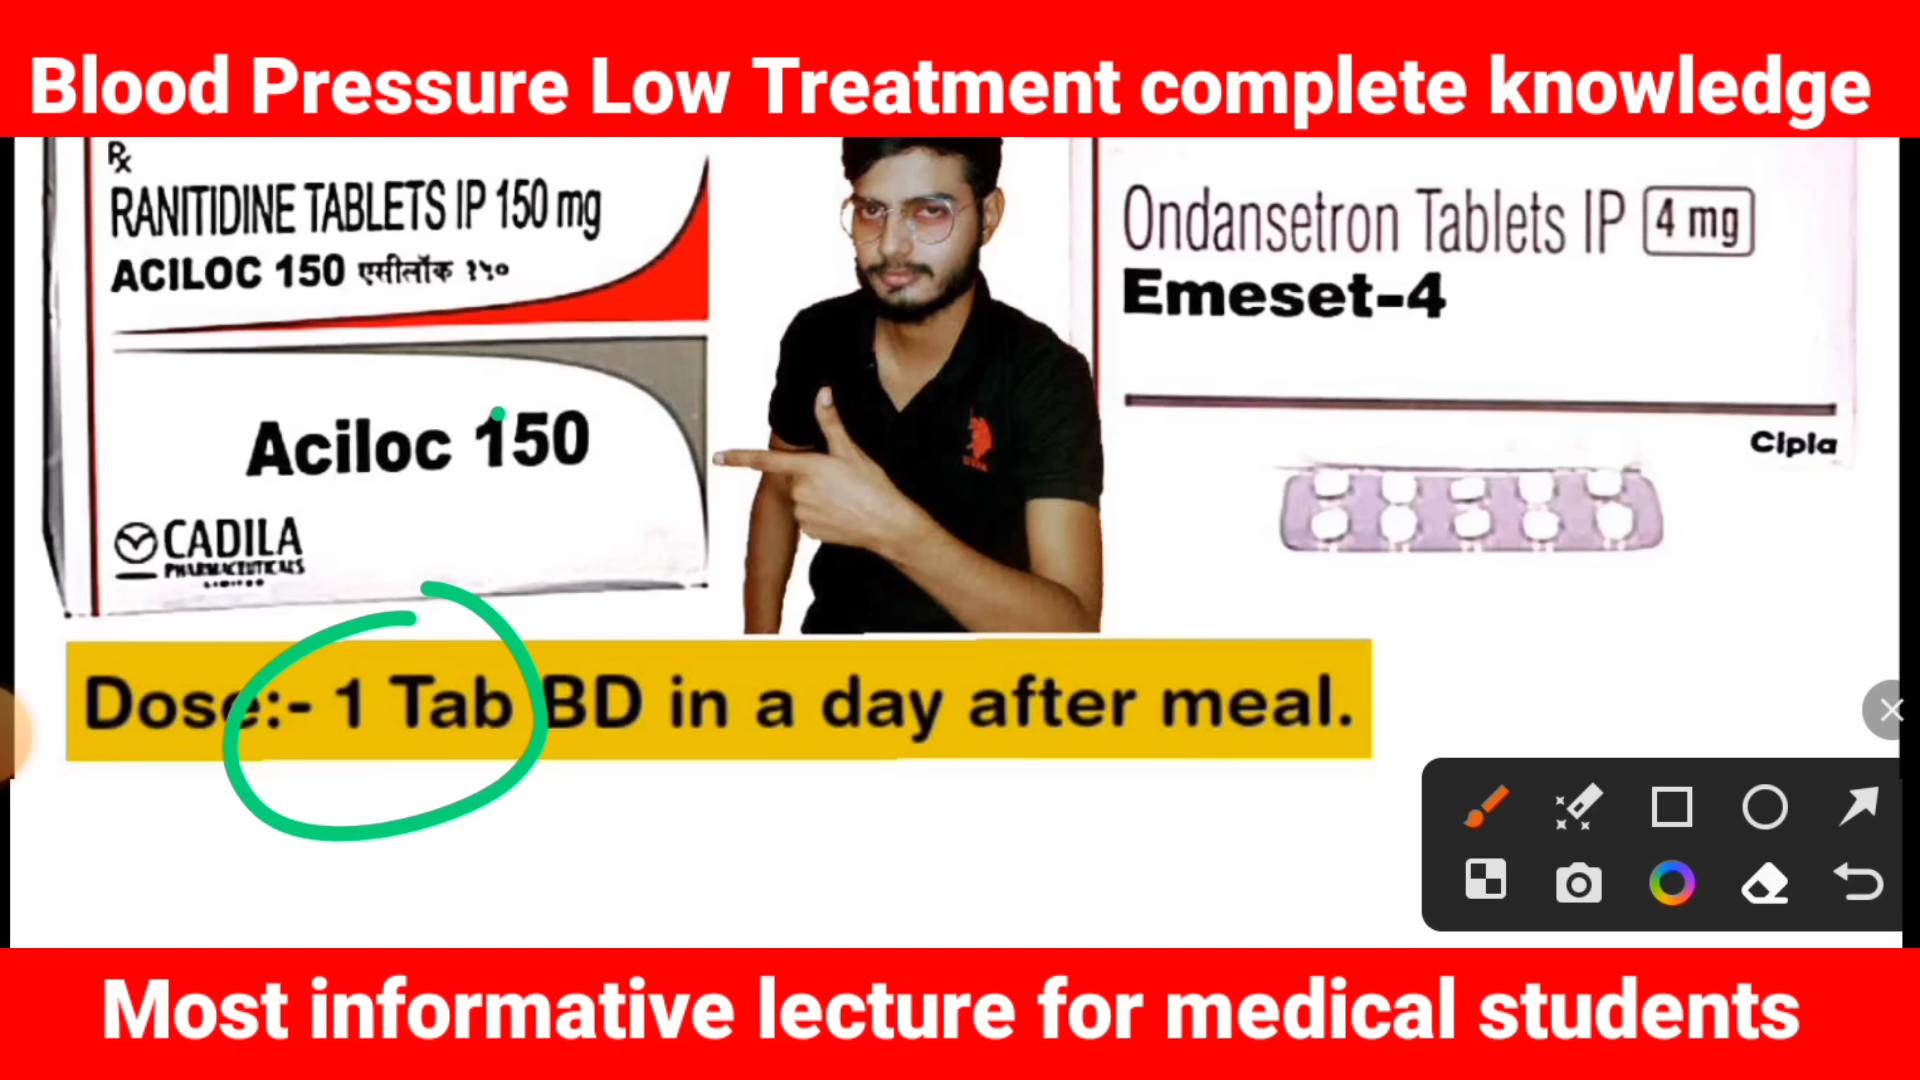 Blood Pressure Low Treatment complete knowledge
Rx
RANITIDINE TABLETS IP 150 mg
ACILOC 150 एसीलॉक १५०
Aciloc 150
CADILA
PHARMACEUTICALS
LIMITED
Ondansetron Tablets IP 4 mg
Emeset-4
Cipla
Dose:- 1 Tab BD in a day after meal.
Most informative lecture for medical students